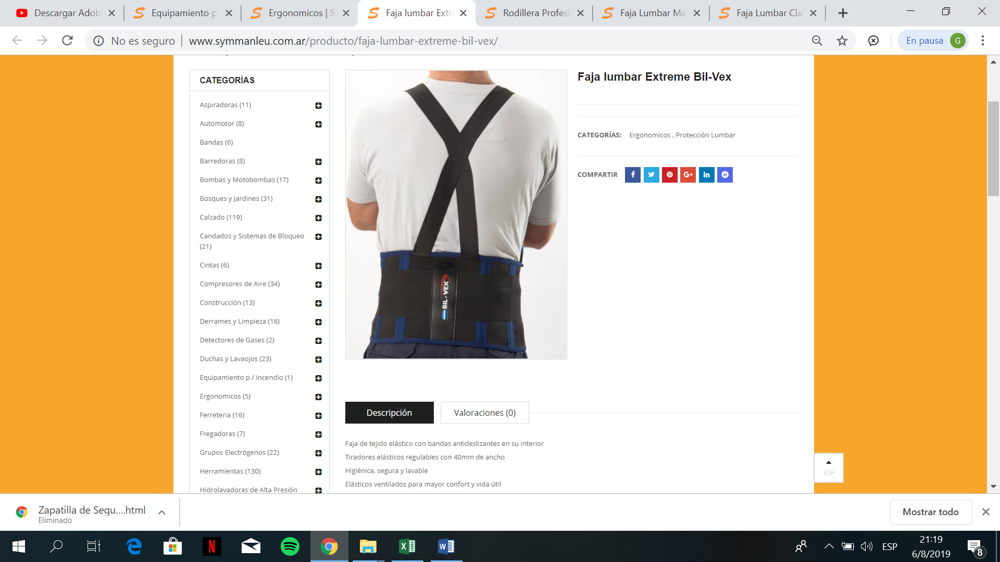 Descargar Adob
Equipamiento p
Ergonomicos | S
Faja lumbar Extr
Rodillera Profesi
Faja Lumbar Ma
Faja Lumbar Cla
No es seguro
www.symmanleu.com.ar/producto/faja-lumbar-extreme-bil-vex/
En pausa
G
CATEGORÍAS
Aspiradoras (11)
Automotor (8)
Bandas (6)
Barredoras (8)
Bombas y Motobombas (17)
Bosques y Jardines (31)
Calzado (119)
Candados y Sistemas de Bloqueo
(21)
Cintas (6)
Compresores de Aire (34)
Construcción (13)
Derrames y Limpieza (16)
Detectores de Gases (2)
Duchas y Lavaojos (23)
Equipamiento p / Incendio (1)
Ergonomicos (5)
Ferreteria (16)
Fregadoras (7)
Grupos Electrógenos (22)
Herramientas (130)
Hidrolavadoras de Alta Presión
BIL-VEX
Faja lumbar Extreme Bil-Vex
CATEGORÍAS: Ergonomicos , Protección Lumbar
COMPARTIR
Descripción
Valoraciones (0)
Faja de tejido elástico con bandas antideslizantes en su interior
Tiradores elásticos regulables con 40mm de ancho
Higiénica, segura y lavable
Elásticos ventilados para mayor confort y vida útil
TOP
Zapatilla de Segu....html
Eliminado
Mostrar todo
ESP
21:19
6/8/2019
8